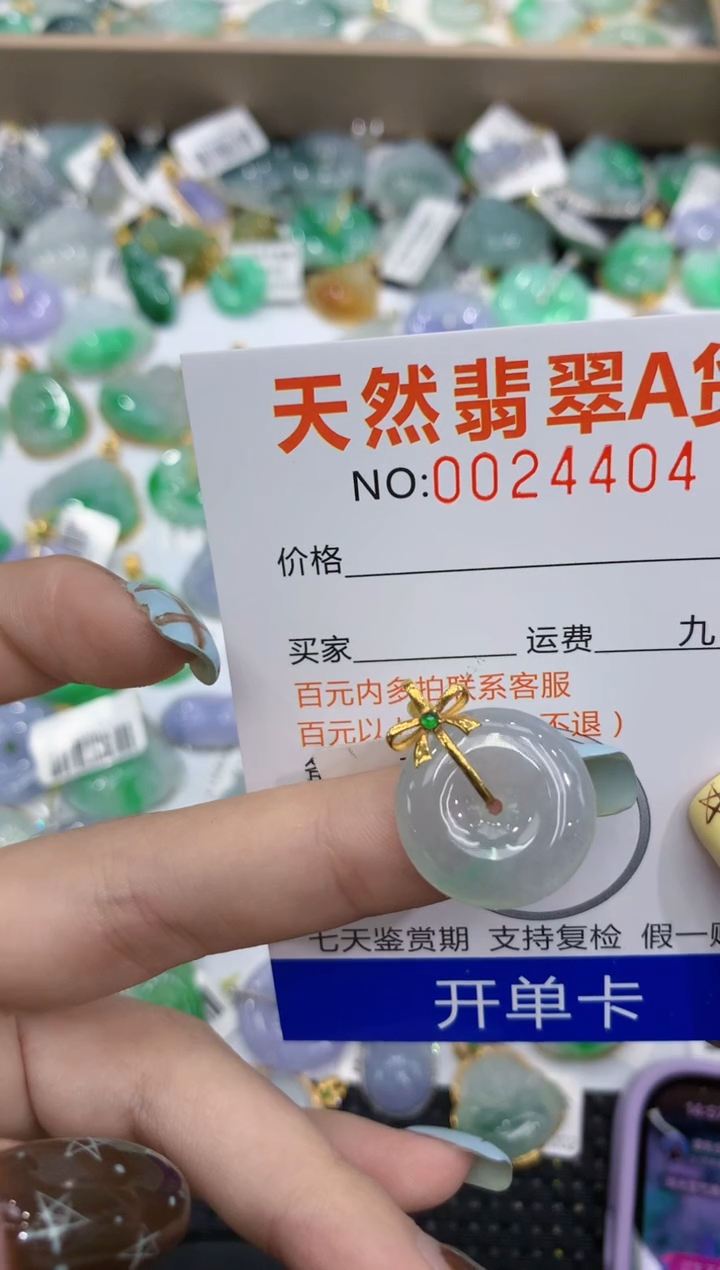 天然翡翠A货
NO:0024404
价格
买家 运费 九
百元内多拍联系客服
百元以 不退）
七天鉴赏期 支持复检 假一
开单卡